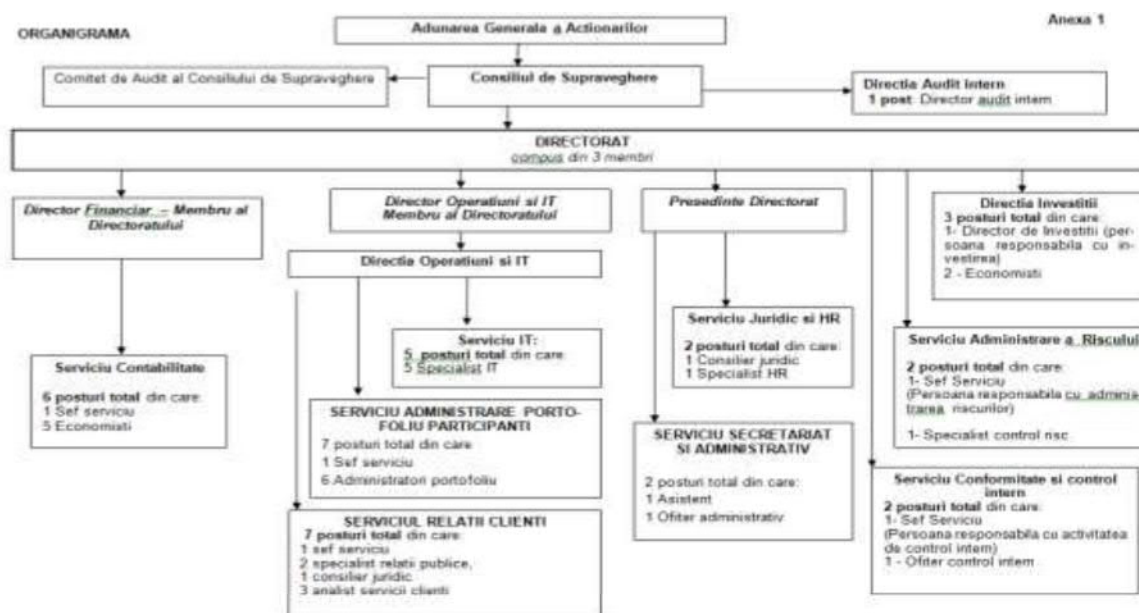 ORGANIGRAMA
Anexa 1
Adunarea Generala a Actionarilor
Comitet de Audit al Consiliului de Supraveghere
Consiliul de Supraveghere
Directia Audit intern
1 post: Director audit intern
DIRECTORAT
compus din 3 membri
Director Financiar – Membru al
Directoratului
Director Operatiuni si IT
Membru al Directoratului
Presedinte Directorat
Directia Investitii
3 posturi total din care:
1- Director de Investitii (per-
soana responsabila cu in-
vestirea)
2 - Economisti
Directia Operatiuni si IT
Serviciu Contabilitate
6 posturi total din care:
1 Sef serviciu
5 Economisti
Serviciu IT:
5 posturi total din care
5 Specialist IT
Serviciu Juridic si HR
2 posturi total din care:
1 Consilier juridic
1 Specialist HR
Serviciu Administrare a Riscului
2 posturi total din care:
1- Sef Serviciu
(Persoana responsabila cu adminis
trarea riscurilor)
1- Specialist control risc
SERVICIU ADMINISTRARE PORTO-
FOLIU PARTICIPANTI
7 posturi total din care
1 Sef serviciu
6 Administratori portofoliu
SERVICIU SECRETARIAT
SI ADMINISTRATIV
2 posturi total din care:
1 Asistent
1 Ofiter administrativ
Serviciu Conformitate si control
intern
2 posturi total din care:
1- Sef Serviciu
(Persoana responsabila cu activitatea
de control intern)
1 - Ofiter control intern
SERVICIUL RELATII CLIENTI
7 posturi total din care:
1 sef serviciu
2 specialist relatii publice,
1 consilier juridic
3 analist servicii clienti